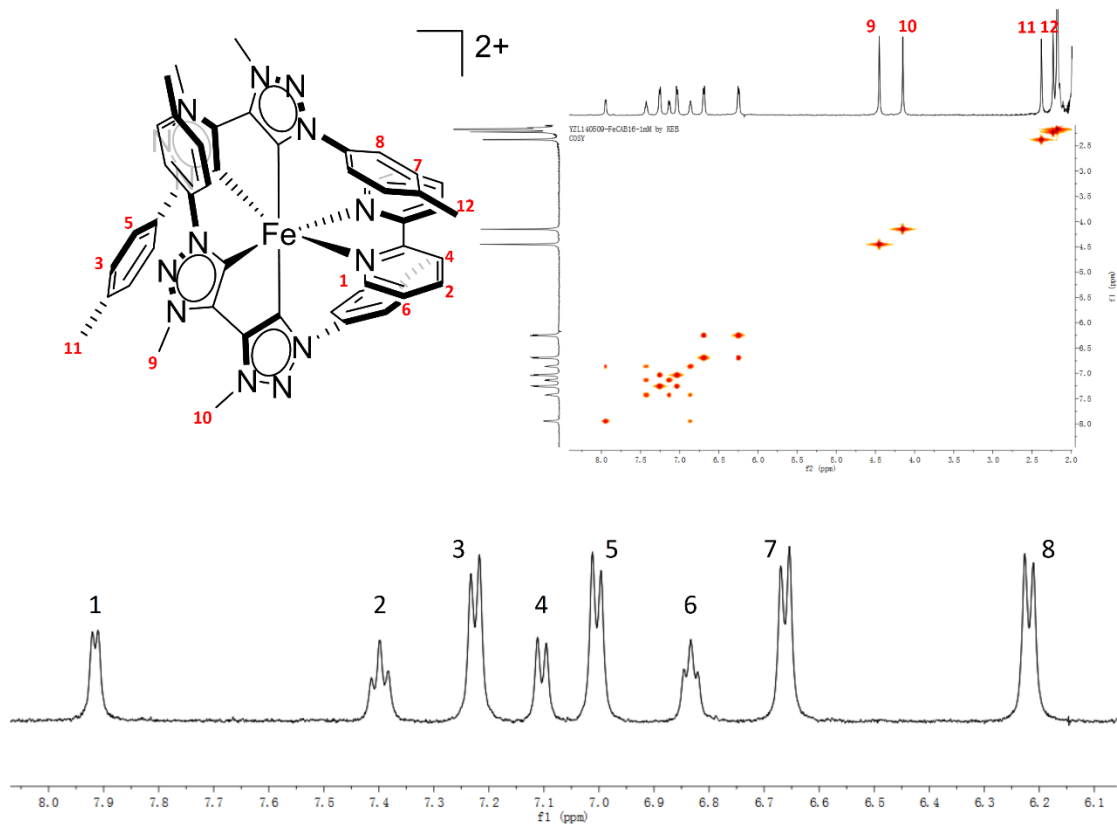 2+
N N
N
N
N
N
Fe
N
N
N
N
N
N
N
N
8
7
12
5
3
1
4
2
6
11
9
10
9 10 11 12
YZL140509-FeCAB16-1mM by KEB
COSY
2.5
3.0
3.5
4.0
4.5
5.0
5.5
6.0
6.5
7.0
7.5
8.0
f1 (ppm)
8.0 7.5 7.0 6.5 6.0 5.5 5.0 4.5 4.0 3.5 3.0 2.5 2.0
f2 (ppm)
1 2 3 4 5 6 7 8
8.0 7.9 7.8 7.7 7.6 7.5 7.4 7.3 7.2 7.1 7.0 6.9 6.8 6.7 6.6 6.5 6.4 6.3 6.2 6.1
f1 (ppm)